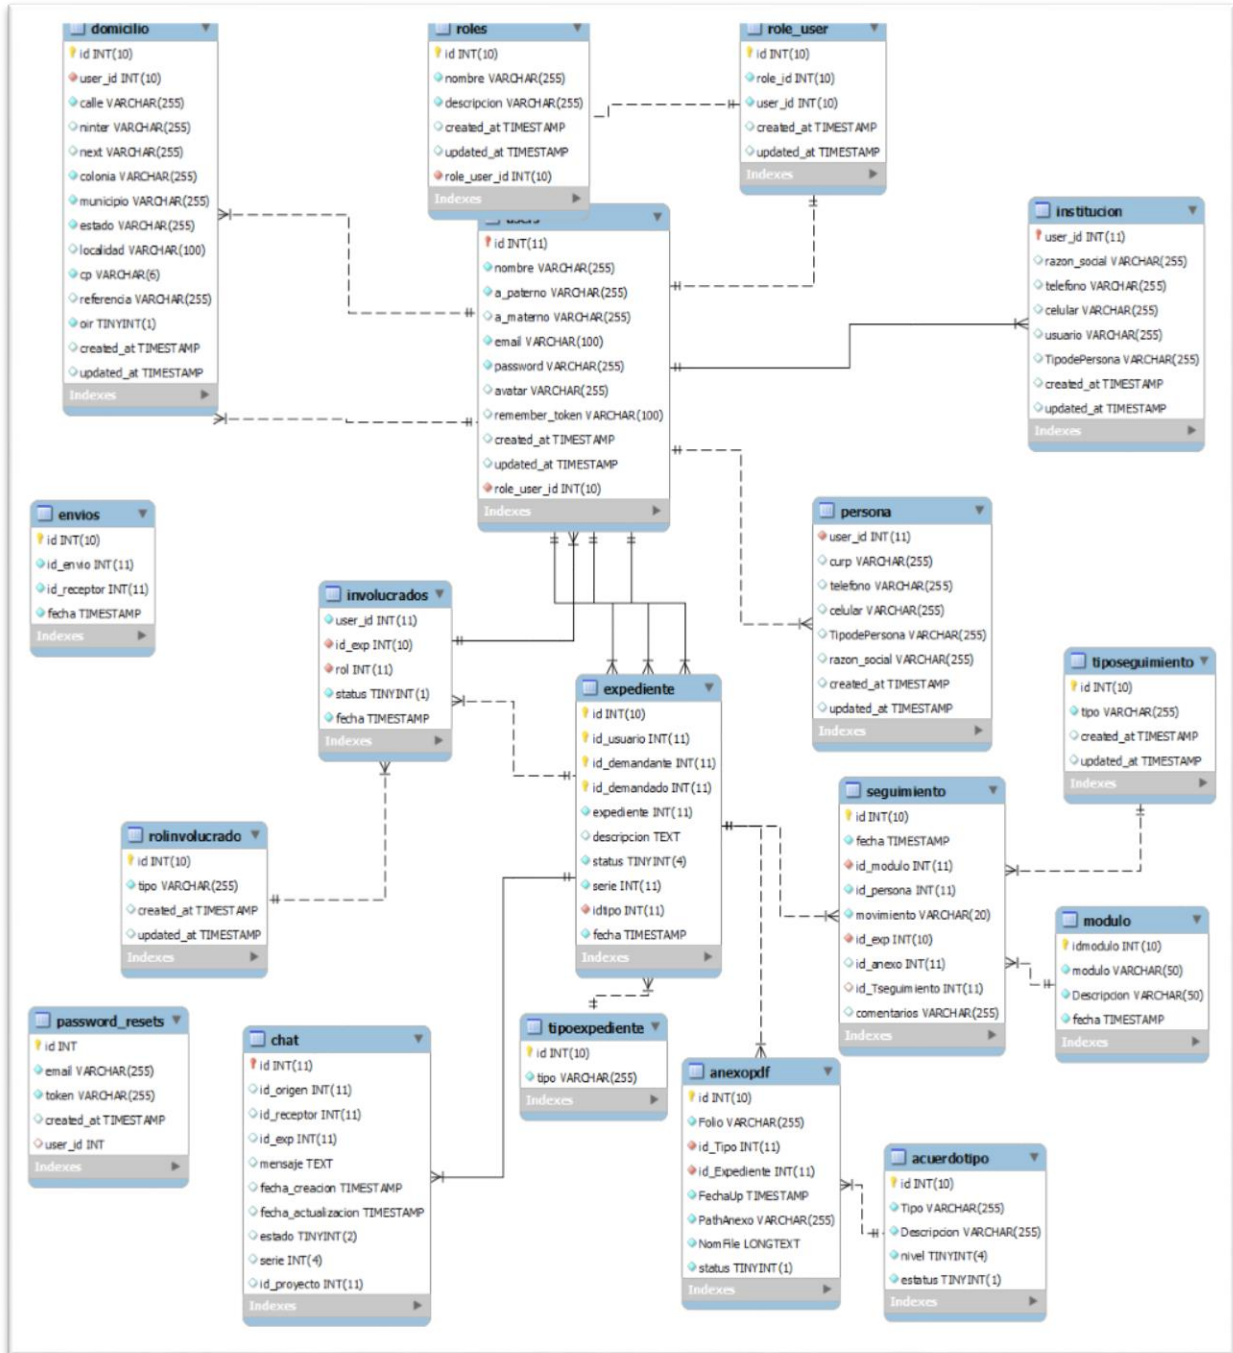 domicilio
id INT(10)
user_id INT(10)
calle VARCHAR(255)
ninter VARCHAR(255)
next VARCHAR(255)
colonia VARCHAR(255)
municipio VARCHAR(255)
estado VARCHAR(255)
localidad VARCHAR(100)
cp VARCHAR(6)
referencia VARCHAR(255)
oir TINYINT(1)
created_at TIMESTAMP
updated_at TIMESTAMP
Indexes
roles
id INT(10)
nombre VARCHAR(255)
descripcion VARCHAR(255)
created_at TIMESTAMP
updated_at TIMESTAMP
role_user_id INT(10)
Indexes
role_user
id INT(10)
role_id INT(10)
user_id INT(10)
created_at TIMESTAMP
updated_at TIMESTAMP
Indexes
users
id INT(11)
nombre VARCHAR(255)
a_paterno VARCHAR(255)
a_materno VARCHAR(255)
email VARCHAR(100)
password VARCHAR(255)
avatar VARCHAR(255)
remember_token VARCHAR(100)
created_at TIMESTAMP
updated_at TIMESTAMP
role_user_id INT(10)
Indexes
institucion
user_id INT(11)
razon_social VARCHAR(255)
telefono VARCHAR(255)
celular VARCHAR(255)
usuario VARCHAR(255)
TipodePersona VARCHAR(255)
created_at TIMESTAMP
updated_at TIMESTAMP
Indexes
envios
id INT(10)
id_envio INT(11)
id_receptor INT(11)
fecha TIMESTAMP
Indexes
involucrados
user_id INT(11)
id_exp INT(10)
rol INT(11)
status TINYINT(1)
fecha TIMESTAMP
Indexes
persona
user_id INT(11)
curp VARCHAR(255)
telefono VARCHAR(255)
celular VARCHAR(255)
TipodePersona VARCHAR(255)
razon_social VARCHAR(255)
created_at TIMESTAMP
updated_at TIMESTAMP
Indexes
expediente
id INT(10)
id_usuario INT(11)
id_demandante INT(11)
id_demandado INT(11)
expediente INT(11)
descripcion TEXT
status TINYINT(4)
serie INT(11)
idtipo INT(11)
fecha TIMESTAMP
Indexes
tiposeguimiento
id INT(10)
tipo VARCHAR(255)
created_at TIMESTAMP
updated_at TIMESTAMP
Indexes
seguimiento
id INT(10)
fecha TIMESTAMP
id_modulo INT(11)
id_persona INT(11)
movimiento VARCHAR(20)
id_exp INT(10)
id_anexo INT(11)
id_Tseguimiento INT(11)
comentarios VARCHAR(255)
Indexes
rolinvolucrado
id INT(10)
tipo VARCHAR(255)
created_at TIMESTAMP
updated_at TIMESTAMP
Indexes
modulo
idmodulo INT(10)
modulo VARCHAR(50)
Descripcion VARCHAR(50)
fecha TIMESTAMP
Indexes
password_resets
id INT
email VARCHAR(255)
token VARCHAR(255)
created_at TIMESTAMP
user_id INT
Indexes
chat
id INT(11)
id_origen INT(11)
id_receptor INT(11)
id_exp INT(11)
mensaje TEXT
fecha_creacion TIMESTAMP
fecha_actualizacion TIMESTAMP
estado TINYINT(2)
serie INT(4)
id_proyecto INT(11)
Indexes
tipoexpediente
id INT(10)
tipo VARCHAR(255)
Indexes
anexopdf
id INT(10)
Folio VARCHAR(255)
id_Tipo INT(11)
id_Expediente INT(11)
FechaUp TIMESTAMP
PathAnexo VARCHAR(255)
NomFile LONGTEXT
status TINYINT(1)
Indexes
acuerdotipo
id INT(10)
Tipo VARCHAR(255)
Descripcion VARCHAR(255)
nivel TINYINT(4)
estatus TINYINT(1)
Indexes